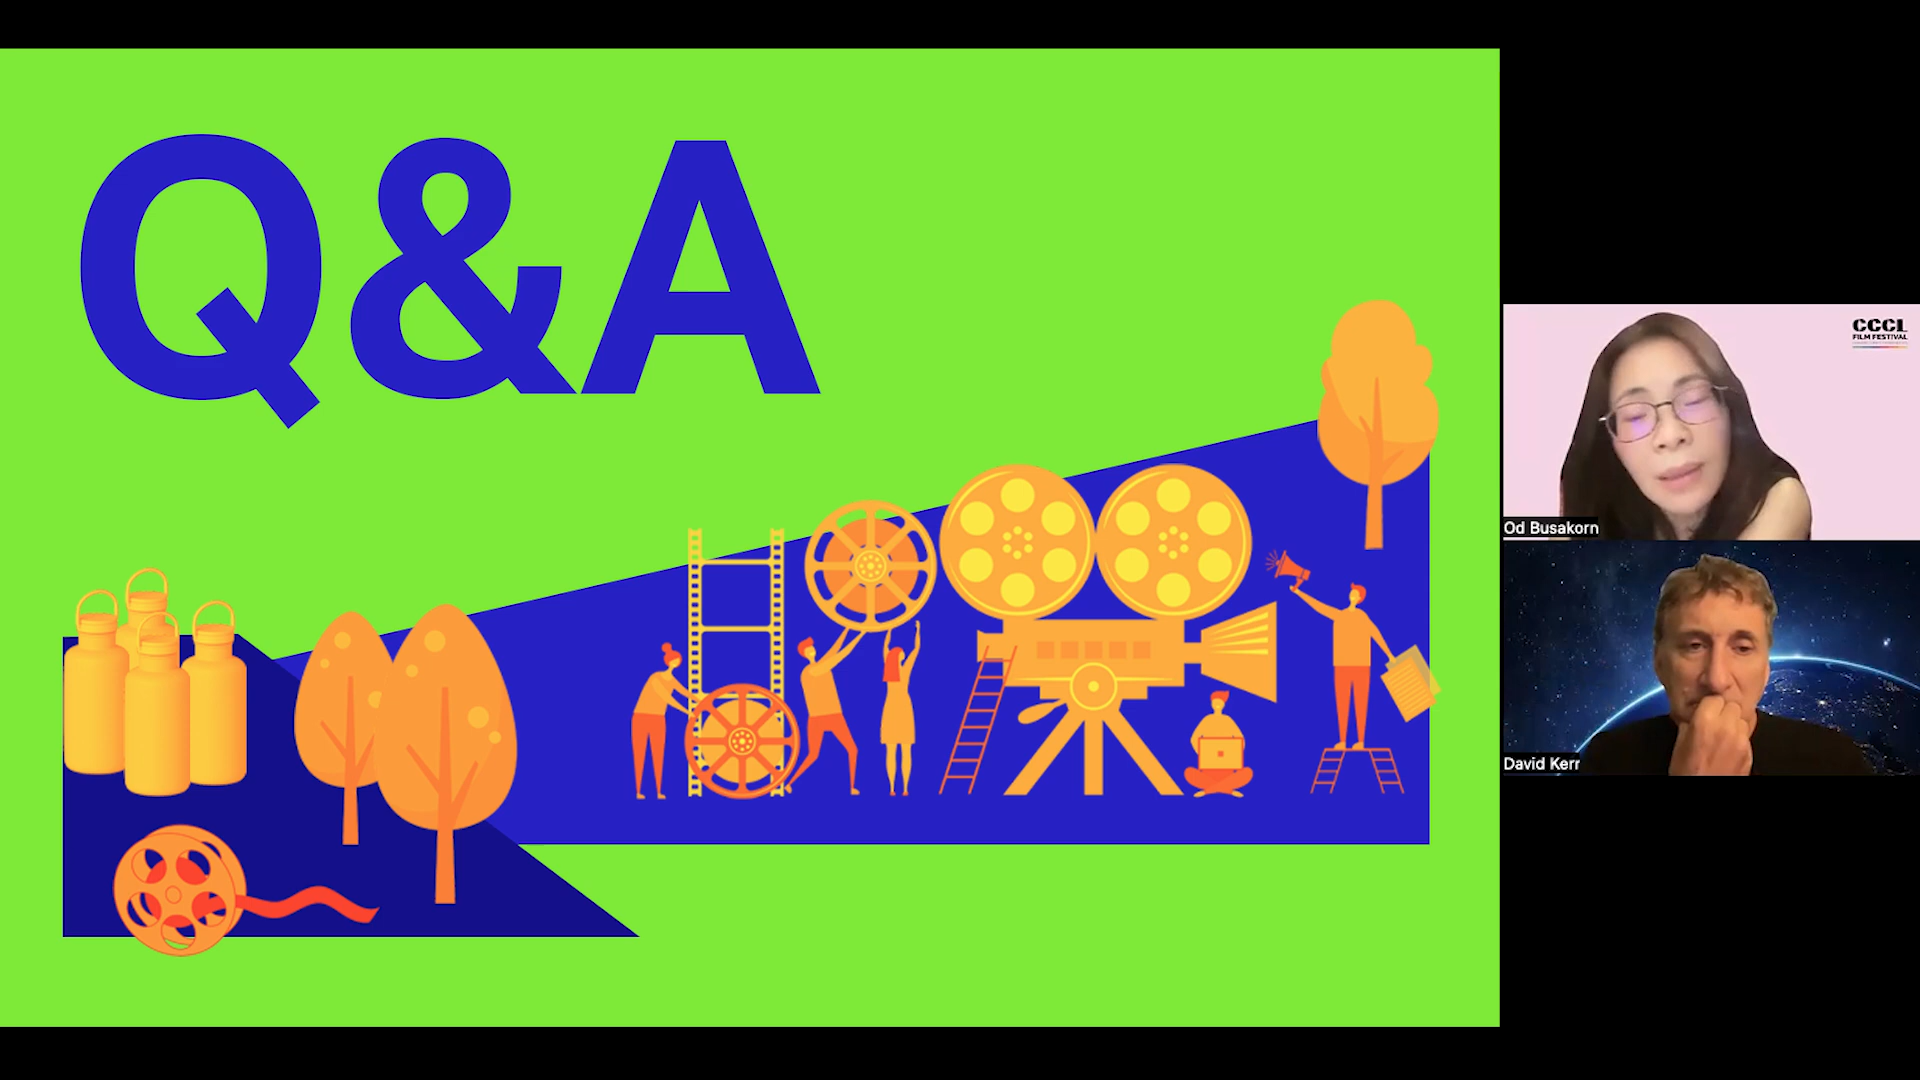 Q&A
CCCL
FILM FESTIVAL
Od Busakorn
David Kerr